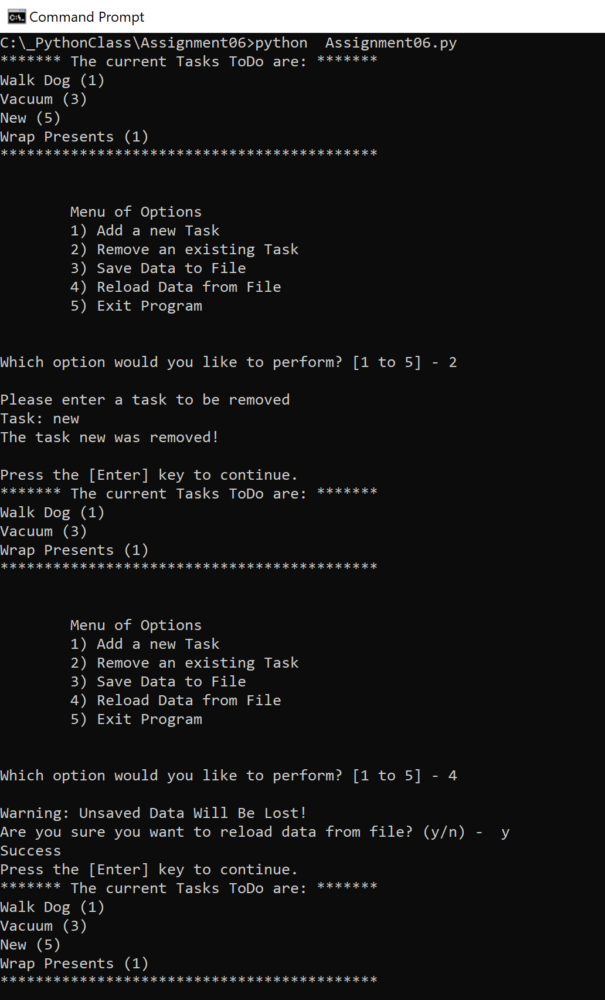 Command Prompt
C:\_PythonClass\Assignment06>python  Assignment06.py
******* The current Tasks ToDo are: *******
Walk Dog (1)
Vacuum (3)
New (5)
Wrap Presents (1)
*******************************************
Menu of Options
1) Add a new Task
2) Remove an existing Task
3) Save Data to File
4) Reload Data from File
5) Exit Program
Which option would you like to perform? [1 to 5] - 2
Please enter a task to be removed
Task: new
The task new was removed!
Press the [Enter] key to continue.
******* The current Tasks ToDo are: *******
Walk Dog (1)
Vacuum (3)
Wrap Presents (1)
*******************************************
Menu of Options
1) Add a new Task
2) Remove an existing Task
3) Save Data to File
4) Reload Data from File
5) Exit Program
Which option would you like to perform? [1 to 5] - 4
Warning: Unsaved Data Will Be Lost!
Are you sure you want to reload data from file? (y/n) -  y
Success
Press the [Enter] key to continue.
******* The current Tasks ToDo are: *******
Walk Dog (1)
Vacuum (3)
New (5)
Wrap Presents (1)
*******************************************